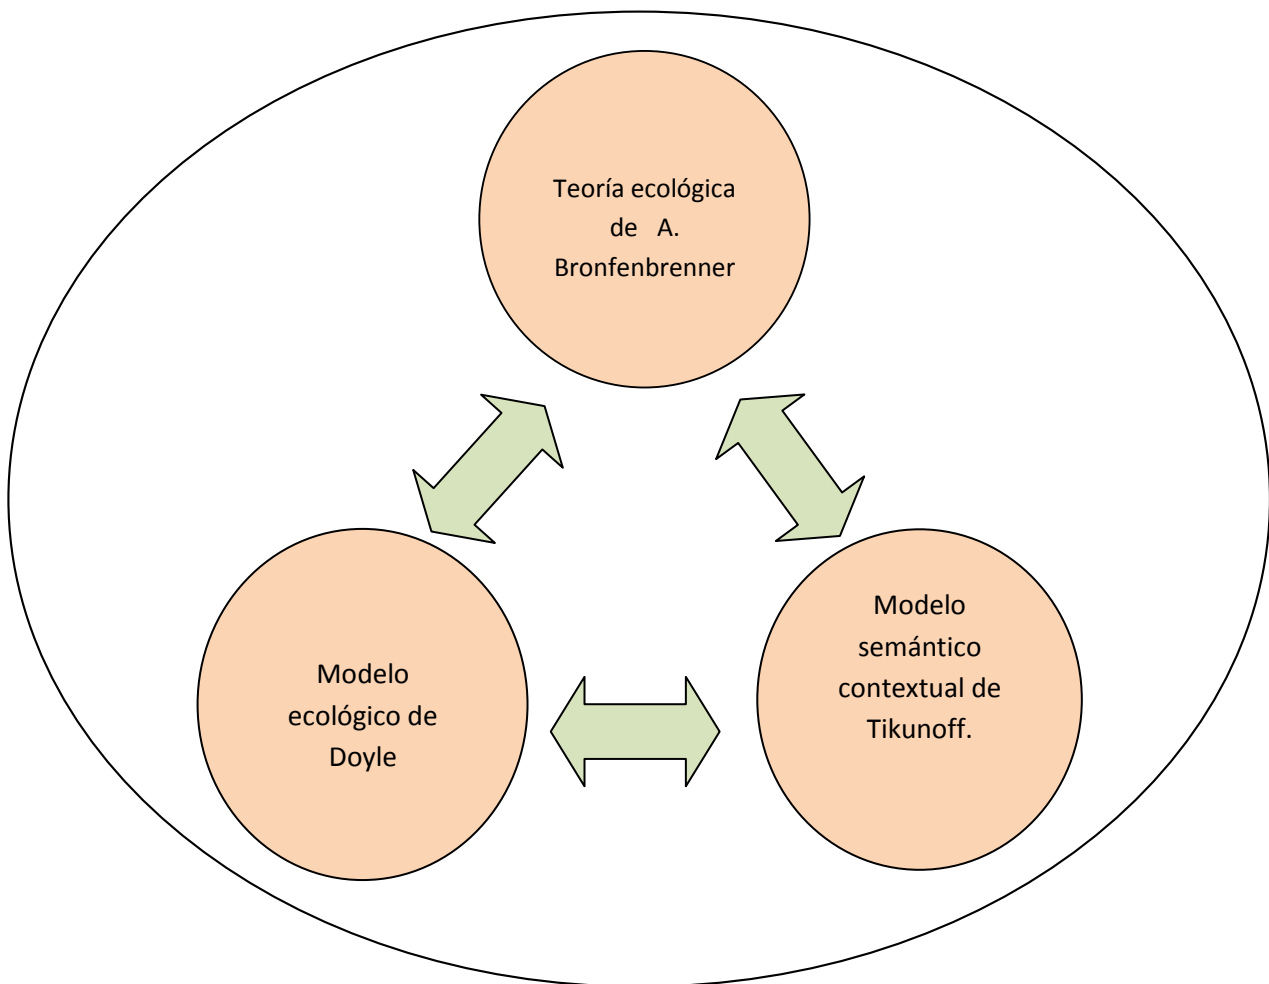 Teoría ecológica
de A.
Bronfenbrenner
Modelo
ecológico de
Doyle
Modelo
semántico
contextual de
Tikunoff.